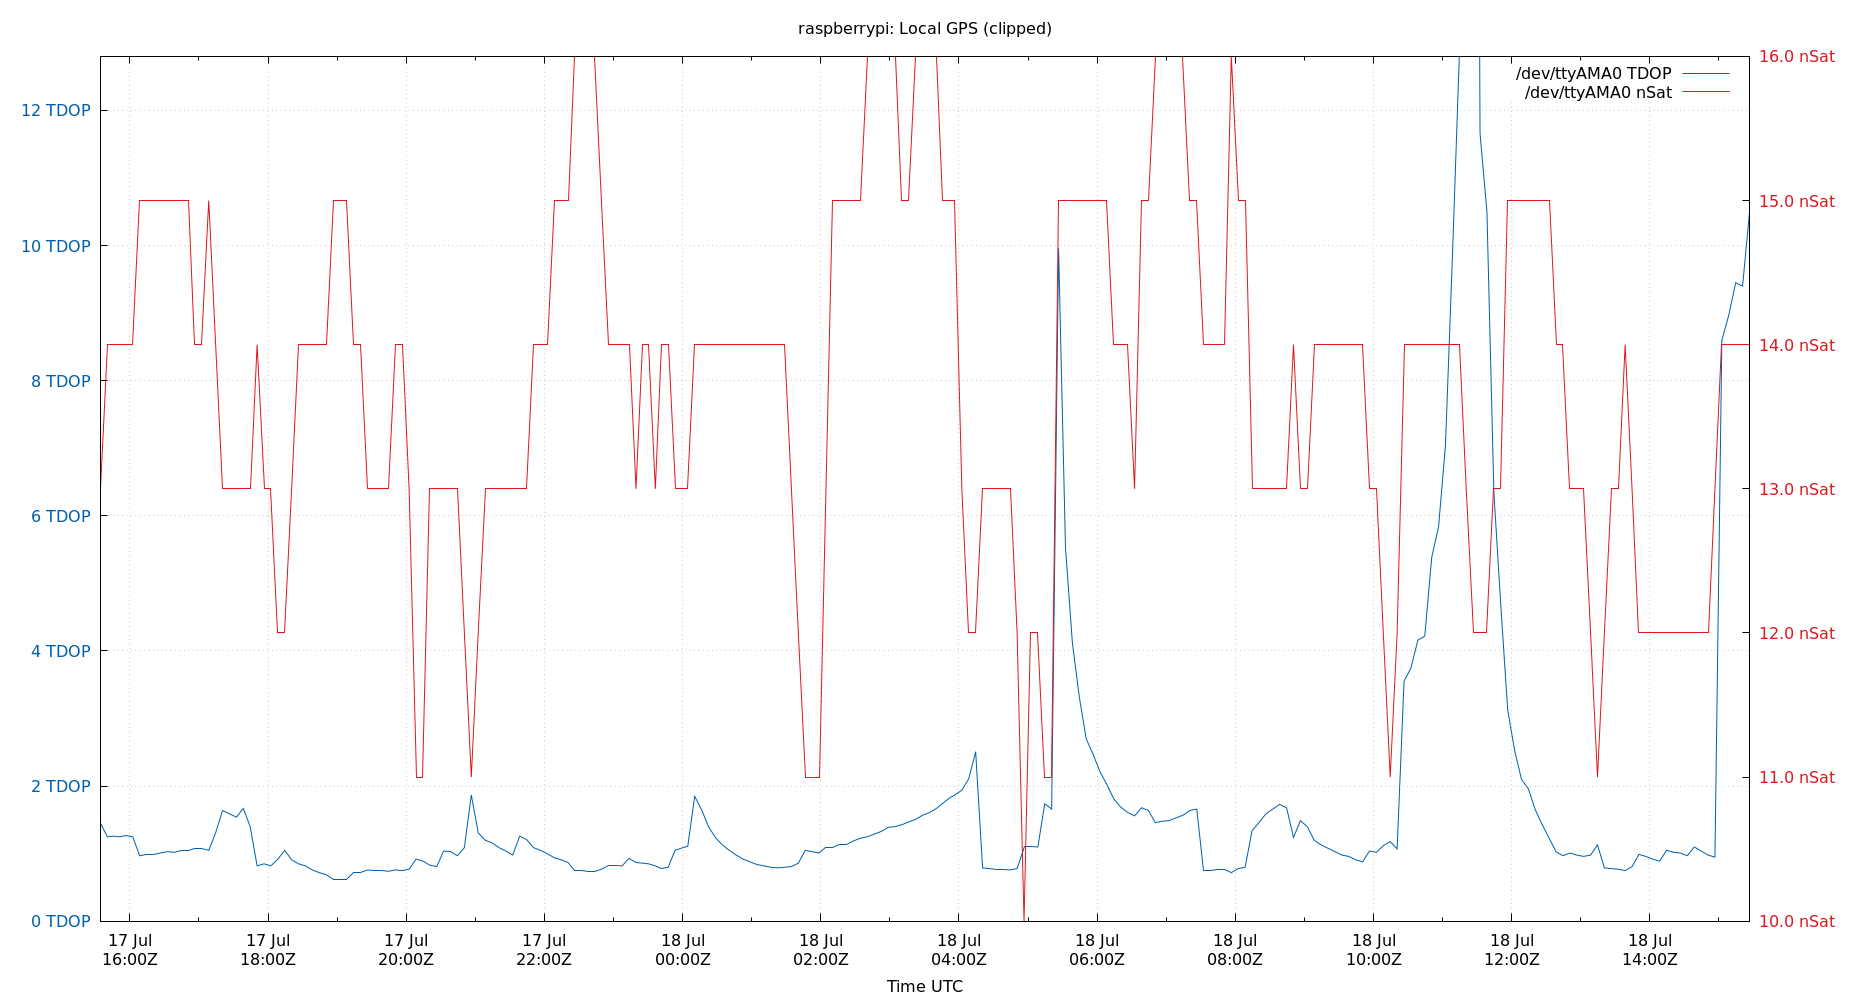 raspberrypi: Local GPS (clipped)
16.0 nSat
/dev/ttyAMA0 TDOP
/dev/ttyAMA0 nSat
12 TDOP
15.0 nSat
10 TDOP
14.0 nSat
8 TDOP
13.0 nSat
6 TDOP
12.0 nSat
4 TDOP
11.0 nSat
2 TDOP
0 TDOP
10.0 nSat
17 Jul 17 Jul 17 Jul 17 Jul 18 Jul 18 Jul 18 Jul 18 Jul 18 Jul 18 Jul 18 Jul 18 Jul
16:00Z 18:00Z 20:00Z 22:00Z 00:00Z 02:00Z 04:00Z 06:00Z 08:00Z 10:00Z 12:00Z 14:00Z
Time UTC